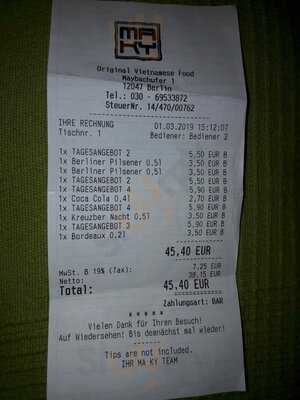 MA
KY
Original Vietnamese Food
Maybachufer 1
12047 Berlin
Tel.: 030 - 69533872
SteuerNr. 14/470/00762
IHRE RECHNUNG 01.03.2019 15:12:07
Tischnr. 1 Bediener: Bediener 2
1x TAGESANGEBOT 2 5,50 EUR B
1x Berliner Pilsener 0,5l 3,50 EUR B
1x Berliner Pilsener 0,5l 3,50 EUR B
1x TAGESANGEBOT 2 5,50 EUR B
1x TAGESANGEBOT 4 5,90 EUR B
1x Coca Cola 0,4l 2,70 EUR B
1x TAGESANGEBOT 4 5,90 EUR B
1x Kreuzber Nacht 0,5l 3,50 EUR B
1x TAGESANGEBOT 3 5,90 EUR B
1x Bordeaux 0,2l 3,50 EUR B
45,40 EUR
MwSt. B 19% (Tax): 7,25 EUR
Netto: 38,15 EUR
Total: 45,40 EUR
Zahlungsart: BAR
* * * * *
Vielen Dank für Ihren Besuch!
Auf Wiedersehen! Bis demnächst mal wieder!
Tips are not included.
IHR MA KY TEAM